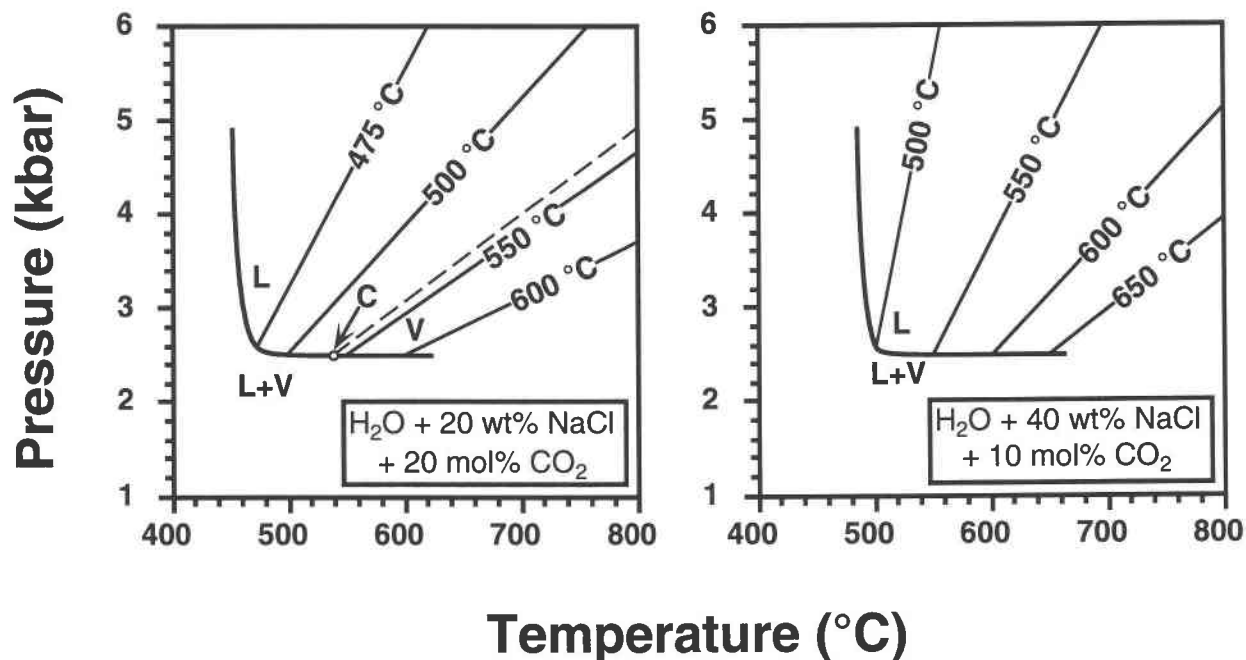 Pressure (kbar)
6
5
4
3
2
1
400
500
600
700
800
475 °C
500 °C
550 °C
600 °C
L
C
V
L+V
H₂O + 20 wt% NaCl
+ 20 mol% CO₂
6
5
4
3
2
1
400
500
600
700
800
500 °C
550 °C
600 °C
650 °C
L
L+V
H₂O + 40 wt% NaCl
+ 10 mol% CO₂
Temperature (°C)